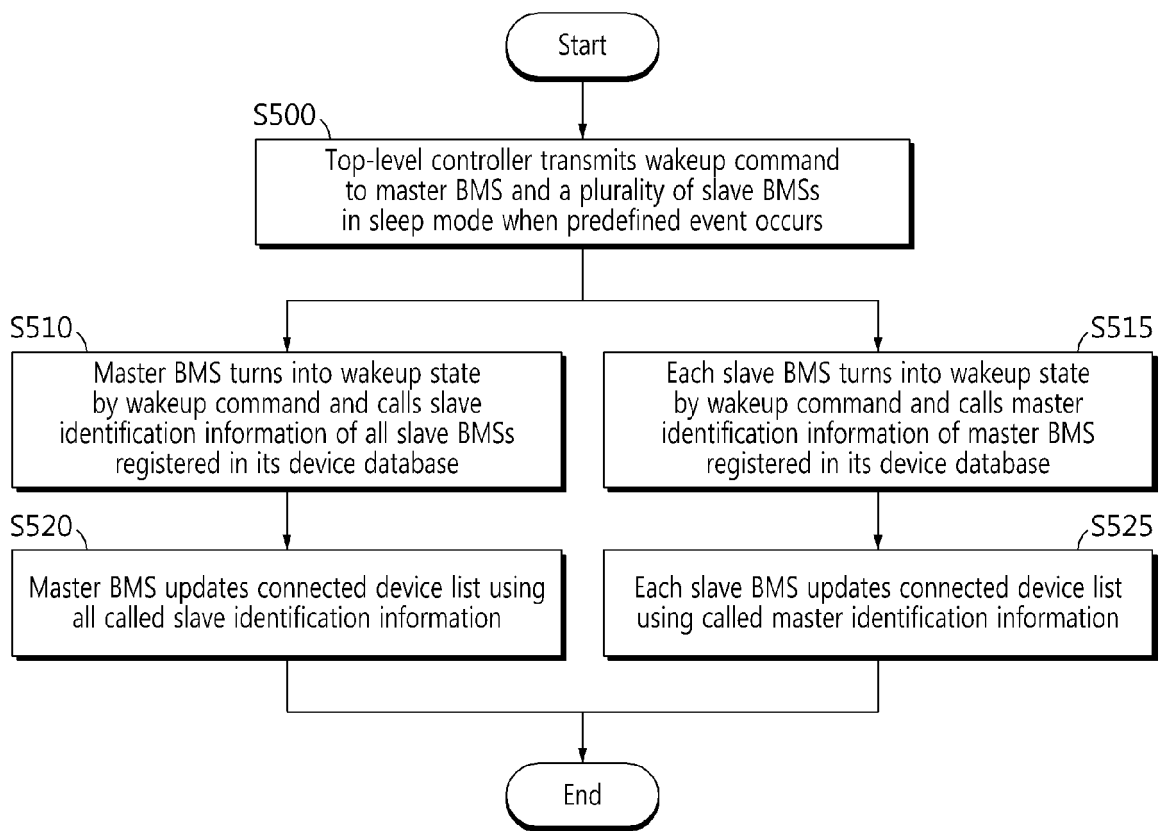 Start
S500
Top-level controller transmits wakeup command
to master BMS and a plurality of slave BMSs
in sleep mode when predefined event occurs
S510
Master BMS turns into wakeup state
by wakeup command and calls slave
identification information of all slave BMSs
registered in its device database
S515
Each slave BMS turns into wakeup state
by wakeup command and calls master
identification information of master BMS
registered in its device database
S520
Master BMS updates connected device list using
all called slave identification information
S525
Each slave BMS updates connected device list
using called master identification information
End